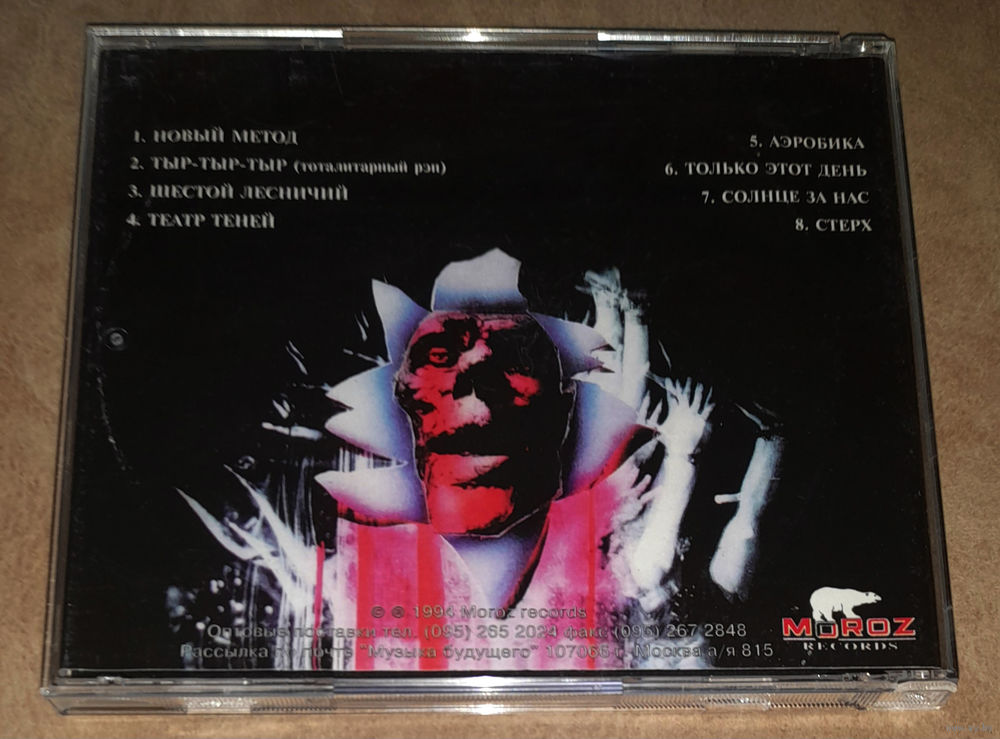 1. НОВЫЙ МЕТОД
2. ТЫР-ТЫР-ТЫР (тоталитарный рэп)
3. ШЕСТОЙ ЛЕСНИЧИЙ
4. ТЕАТР ТЕНЕЙ
5. АЭРОБИКА
6. ТОЛЬКО ЭТОТ ДЕНЬ
7. СОЛНЦЕ ЗА НАС
8. СТЕРХ
© ℗ 1994 Moroz records
Оптовые поставки тел. (095) 265 2024 факс (095) 267 2848
Рассылка по почте "Музыка будущего" 107066 г. Москва а/я 815
MOROZ
RECORDS